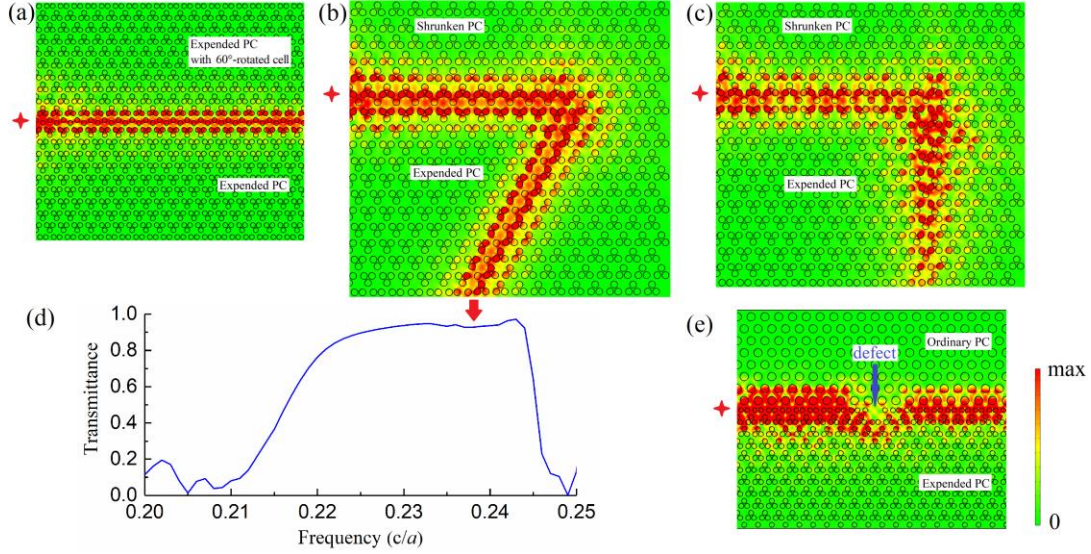 (a)
Expended PC
with 60°-rotated cell
Expended PC
(b)
Shrunken PC
Expended PC
(c)
Shrunken PC
Expended PC
(d)
1.0
0.8
0.6
0.4
0.2
0.0
Transmittance
0.20
0.21
0.22
0.23
0.24
0.25
Frequency (c/a)
(e)
Ordinary PC
defect
Expended PC
max
0